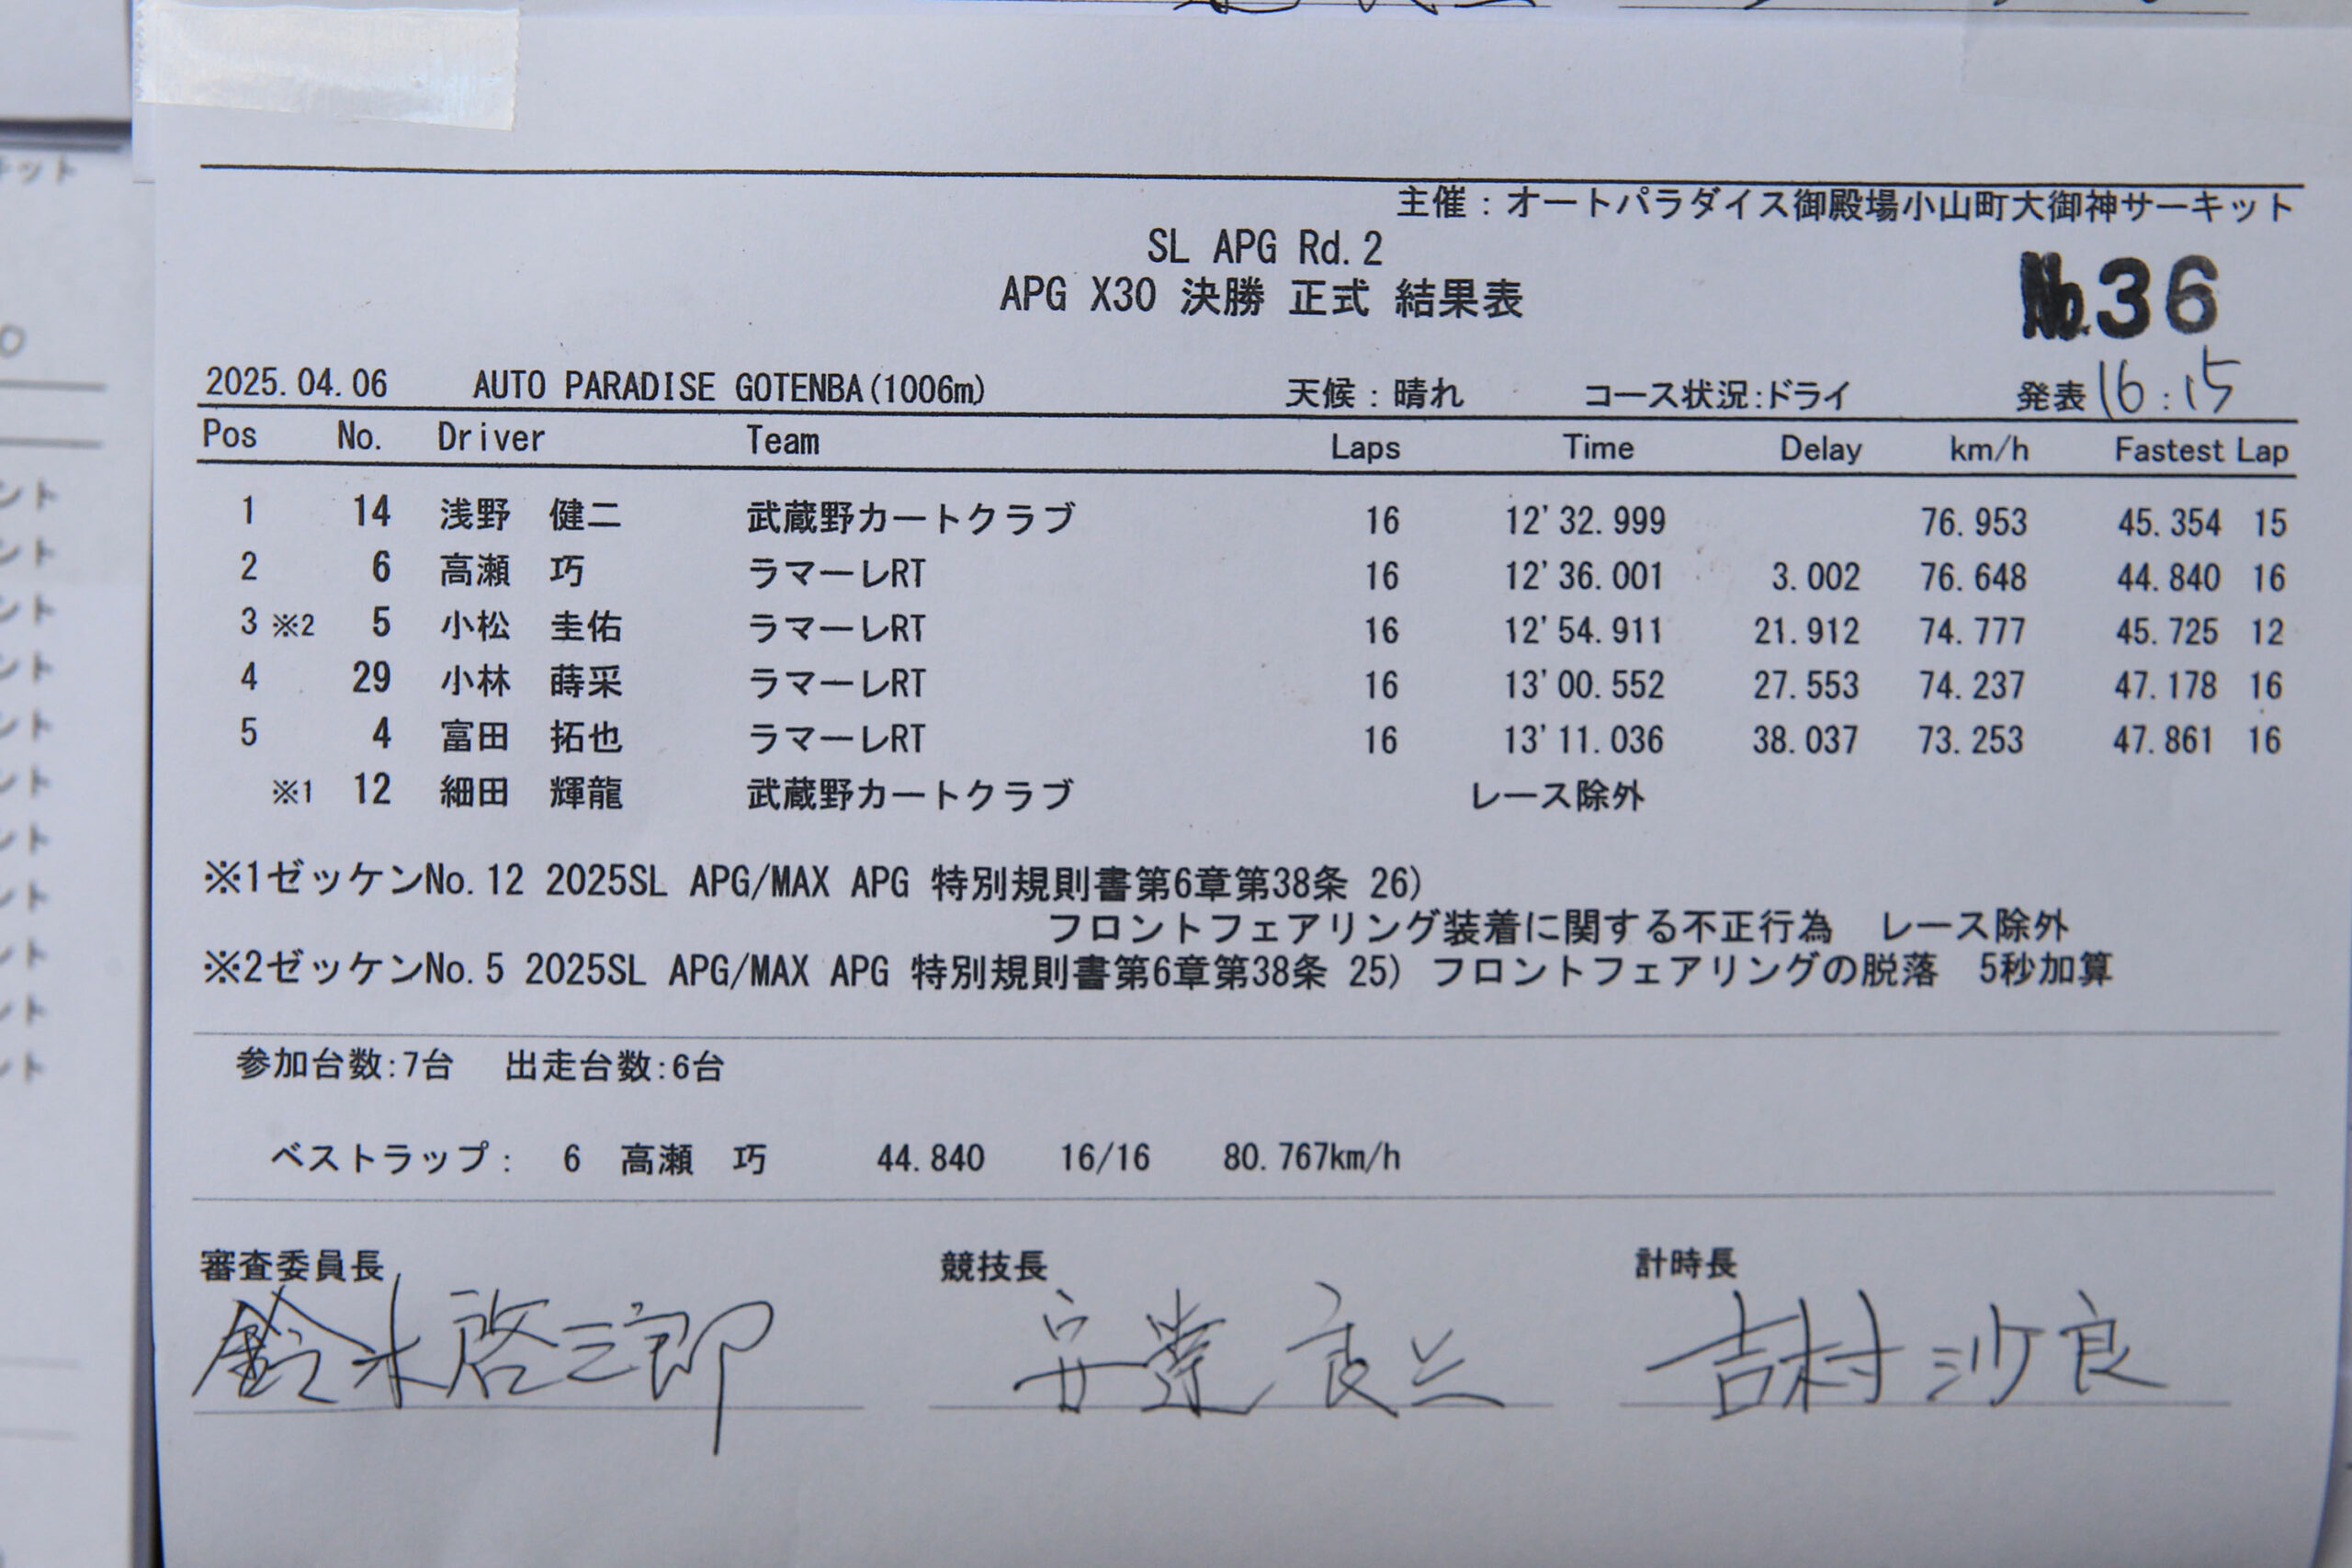 主催：オートパラダイス御殿場小山町大御神サーキット
SL APG Rd.2
APG X30 決勝 正式 結果表
No.36
2025.04.06 AUTO PARADISE GOTENBA(1006m) 天候：晴れ コース状況:ドライ 発表 16:15
Pos No. Driver Team Laps Time Delay km/h Fastest Lap
1 14 浅野 健二 武蔵野カートクラブ 16 12'32.999 76.953 45.354 15
2 6 高瀬 巧 ラマーレRT 16 12'36.001 3.002 76.648 44.840 16
3 ※2 5 小松 圭佑 ラマーレRT 16 12'54.911 21.912 74.777 45.725 12
4 29 小林 蒔采 ラマーレRT 16 13'00.552 27.553 74.237 47.178 16
5 4 富田 拓也 ラマーレRT 16 13'11.036 38.037 73.253 47.861 16
※1 12 細田 輝龍 武蔵野カートクラブ レース除外
※1ゼッケンNo.12 2025SL APG/MAX APG 特別規則書第6章第38条 26)
フロントフェアリング装着に関する不正行為 レース除外
※2ゼッケンNo.5 2025SL APG/MAX APG 特別規則書第6章第38条 25) フロントフェアリングの脱落 5秒加算
参加台数:7台 出走台数:6台
ベストラップ： 6 高瀬 巧 44.840 16/16 80.767km/h
審査委員長 競技長 計時長
鈴木啓三郎 吉村沙良